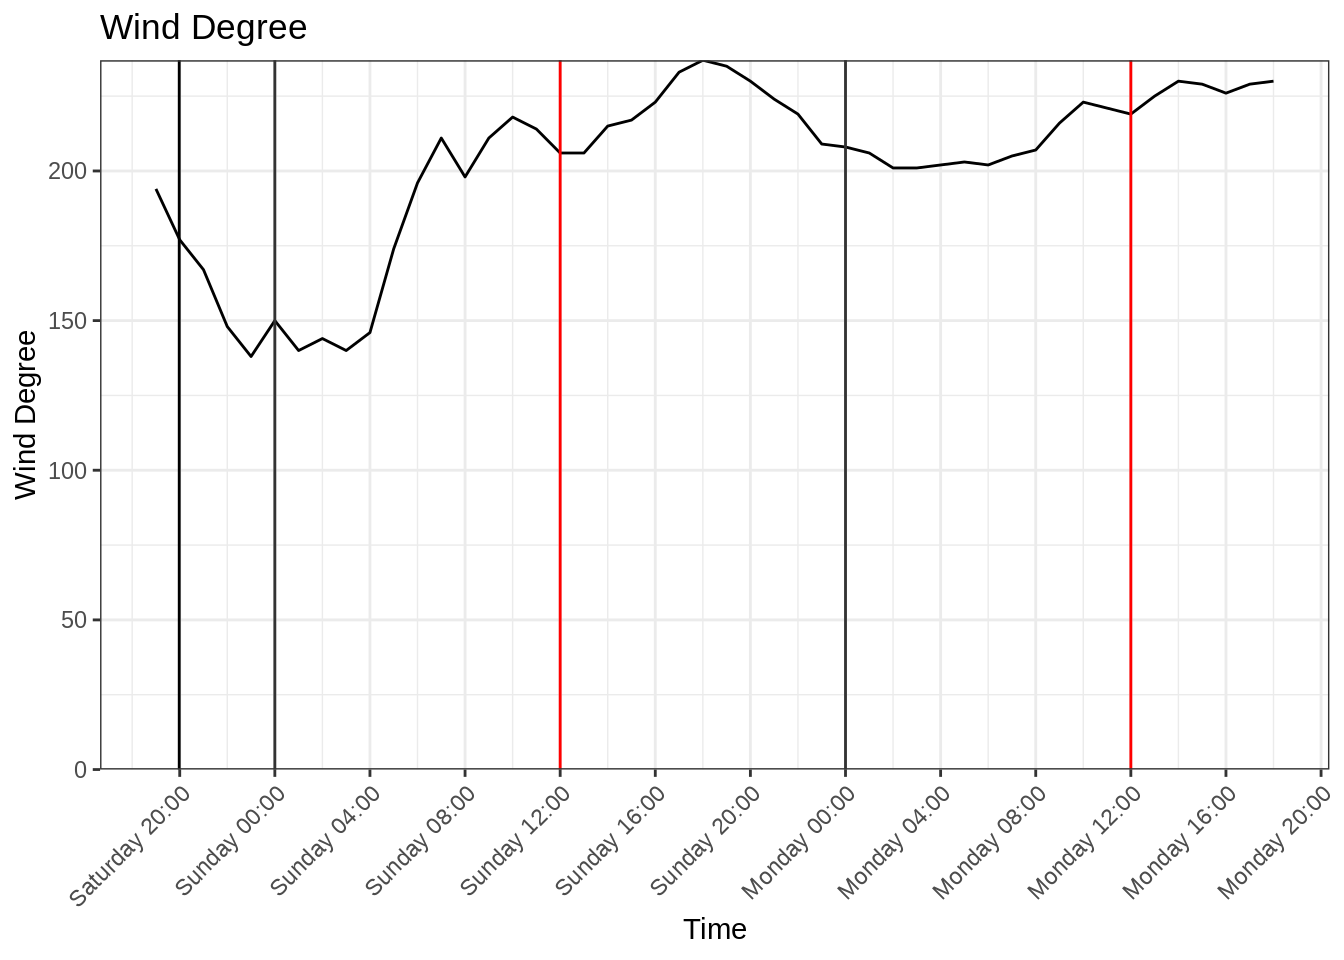 Wind Degree
Wind Degree
200
150
100
50
0
Saturday 20:00
Sunday 00:00
Sunday 04:00
Sunday 08:00
Sunday 12:00
Sunday 16:00
Sunday 20:00
Monday 00:00
Monday 04:00
Monday 08:00
Monday 12:00
Monday 16:00
Monday 20:00
Time